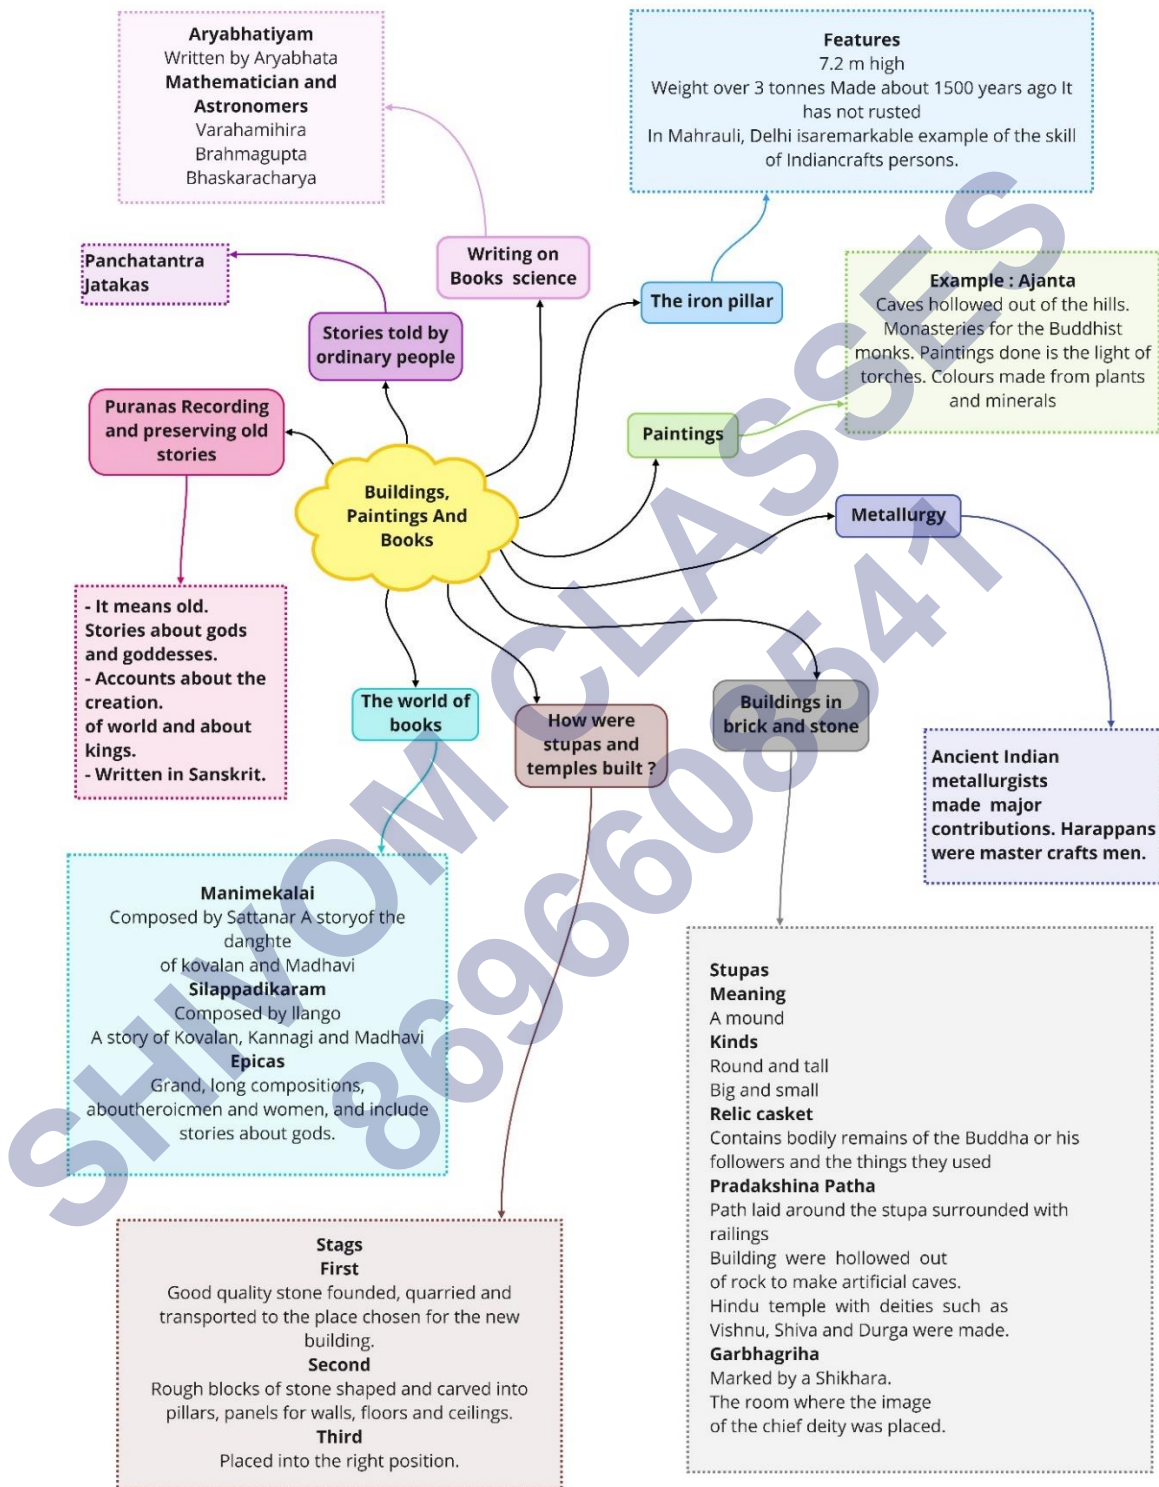 Aryabhatiyam
Written by Aryabhata
Mathematician and
Astronomers
Varahamihira
Brahmagupta
Bhaskaracharya
Features
7.2 m high
Weight over 3 tonnes Made about 1500 years ago It
has not rusted
In Mahrauli, Delhi isaremarkable example of the skill
of Indiancrafts persons.
Writing on
Books science
Panchatantra
Jatakas
The iron pillar
Example : Ajanta
Caves hollowed out of the hills.
Monasteries for the Buddhist
monks. Paintings done is the light of
torches. Colours made from plants
and minerals
Stories told by
ordinary people
Puranas Recording
and preserving old
stories
Paintings
Buildings,
Paintings And
Books
Metallurgy
- It means old.
Stories about gods
and goddesses.
- Accounts about the
creation.
of world and about
kings.
- Written in Sanskrit.
The world of
books
How were
stupas and
temples built ?
Buildings in
brick and stone
Ancient Indian
metallurgists
made major
contributions. Harappans
were master crafts men.
Manimekalai
Composed by Sattanar A storyof the
danghte
of kovalan and Madhavi
Silappadikaram
Composed by Ilango
A story of Kovalan, Kannagi and Madhavi
Epicas
Grand, long compositions,
aboutheroicmen and women, and include
stories about gods.
Stupas
Meaning
A mound
Kinds
Round and tall
Big and small
Relic casket
Contains bodily remains of the Buddha or his
followers and the things they used
Pradakshina Patha
Path laid around the stupa surrounded with
railings
Building were hollowed out
of rock to make artificial caves.
Hindu temple with deities such as
Vishnu, Shiva and Durga were made.
Garbhagriha
Marked by a Shikhara.
The room where the image
of the chief deity was placed.
Stags
First
Good quality stone founded, quarried and
transported to the place chosen for the new
building.
Second
Rough blocks of stone shaped and carved into
pillars, panels for walls, floors and ceilings.
Third
Placed into the right position.
SHIVOM CLASSES
8696608541